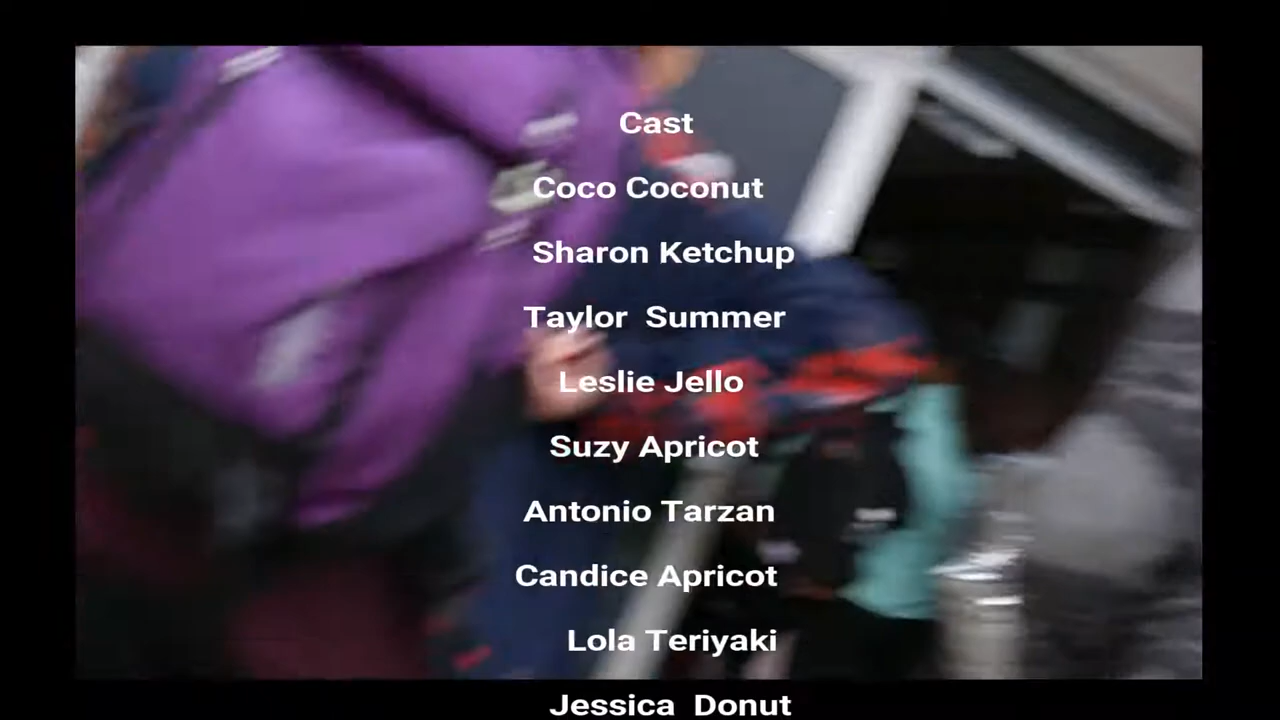 Cast
Coco Coconut
Sharon Ketchup
Taylor Summer
Leslie Jello
Suzy Apricot
Antonio Tarzan
Candice Apricot
Lola Teriyaki
Jessica Donut